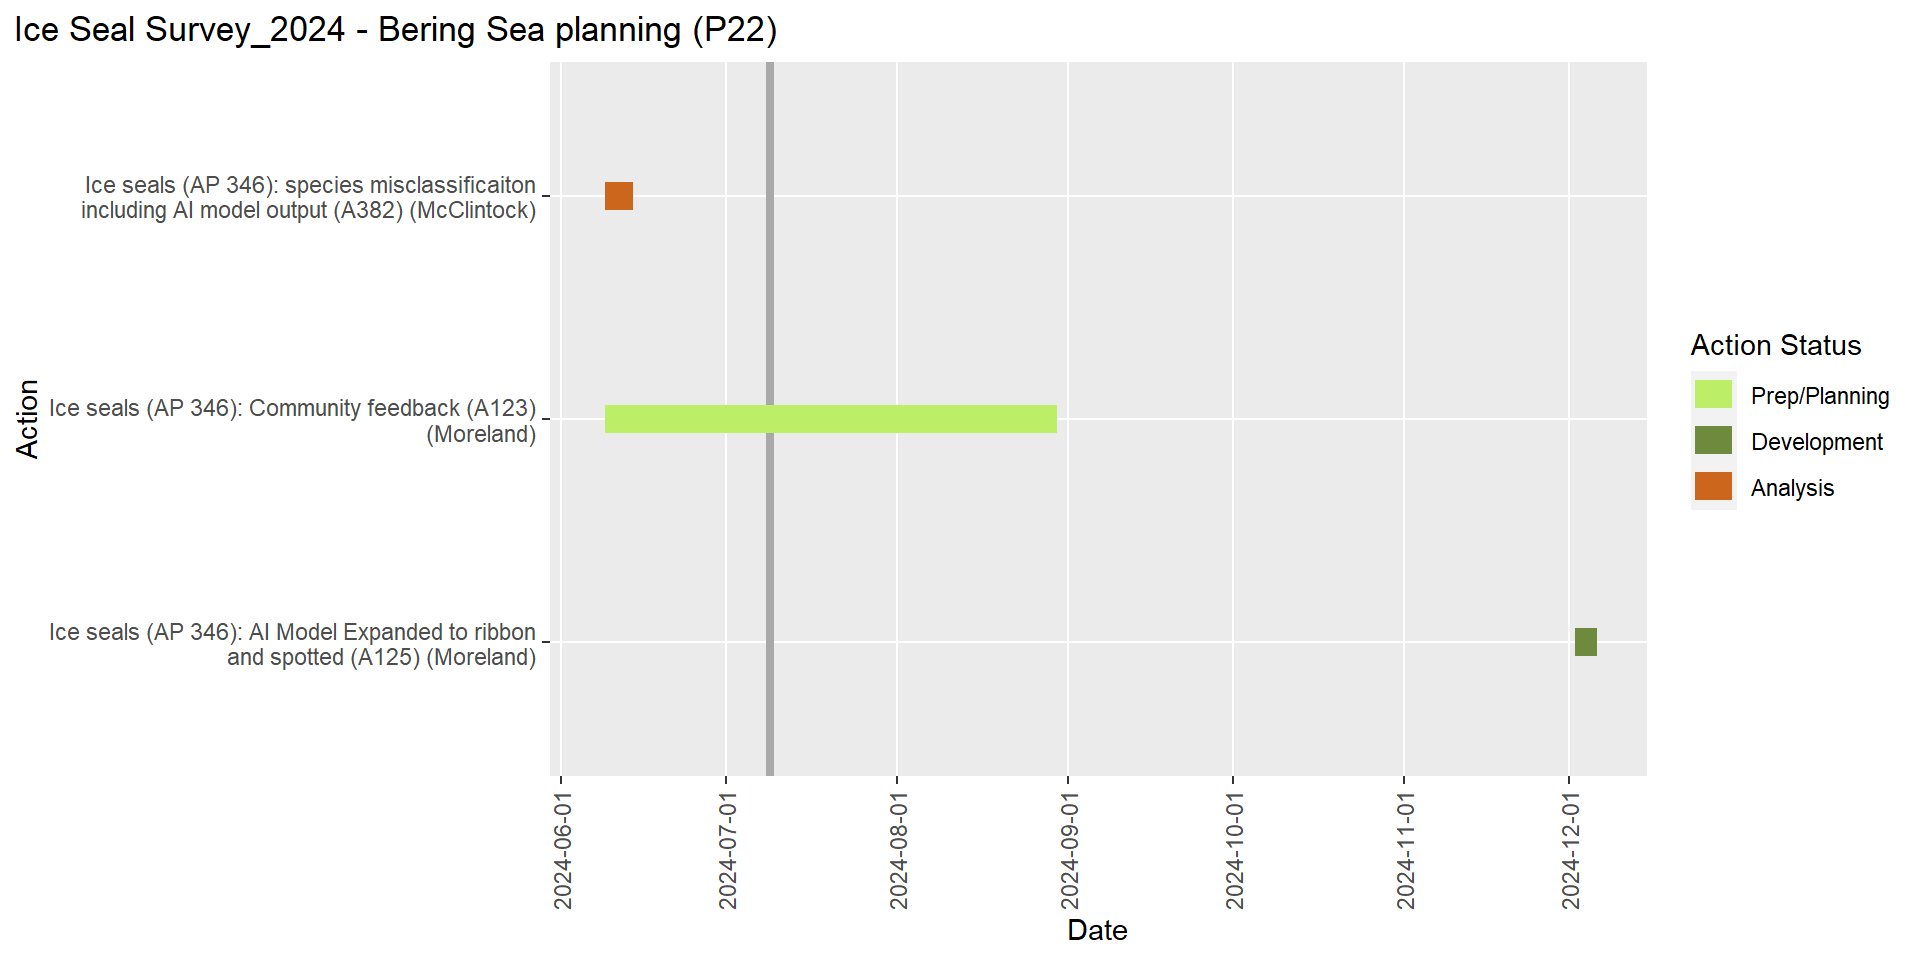 Ice Seal Survey_2024 - Bering Sea planning (P22)
Ice seals (AP 346): species misclassificaiton
including AI model output (A382) (McClintock)
Ice seals (AP 346): Community feedback (A123)
(Moreland)
Ice seals (AP 346): AI Model Expanded to ribbon
and spotted (A125) (Moreland)
Action
2024-06-01
2024-07-01
2024-08-01
2024-09-01
2024-10-01
2024-11-01
2024-12-01
Date
Action Status
Prep/Planning
Development
Analysis